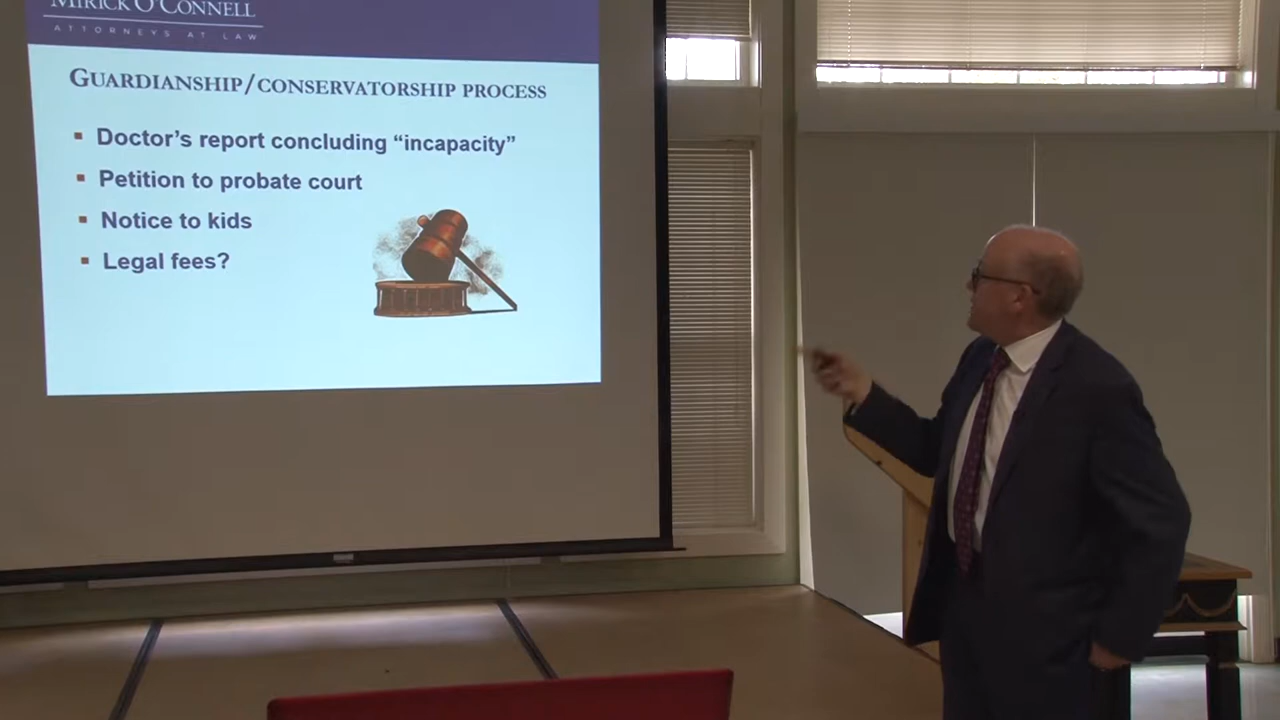 MIRICK O'CONNELL
ATTORNEYS AT LAW
GUARDIANSHIP/CONSERVATORSHIP PROCESS
Doctor's report concluding “incapacity”
Petition to probate court
Notice to kids
Legal fees?